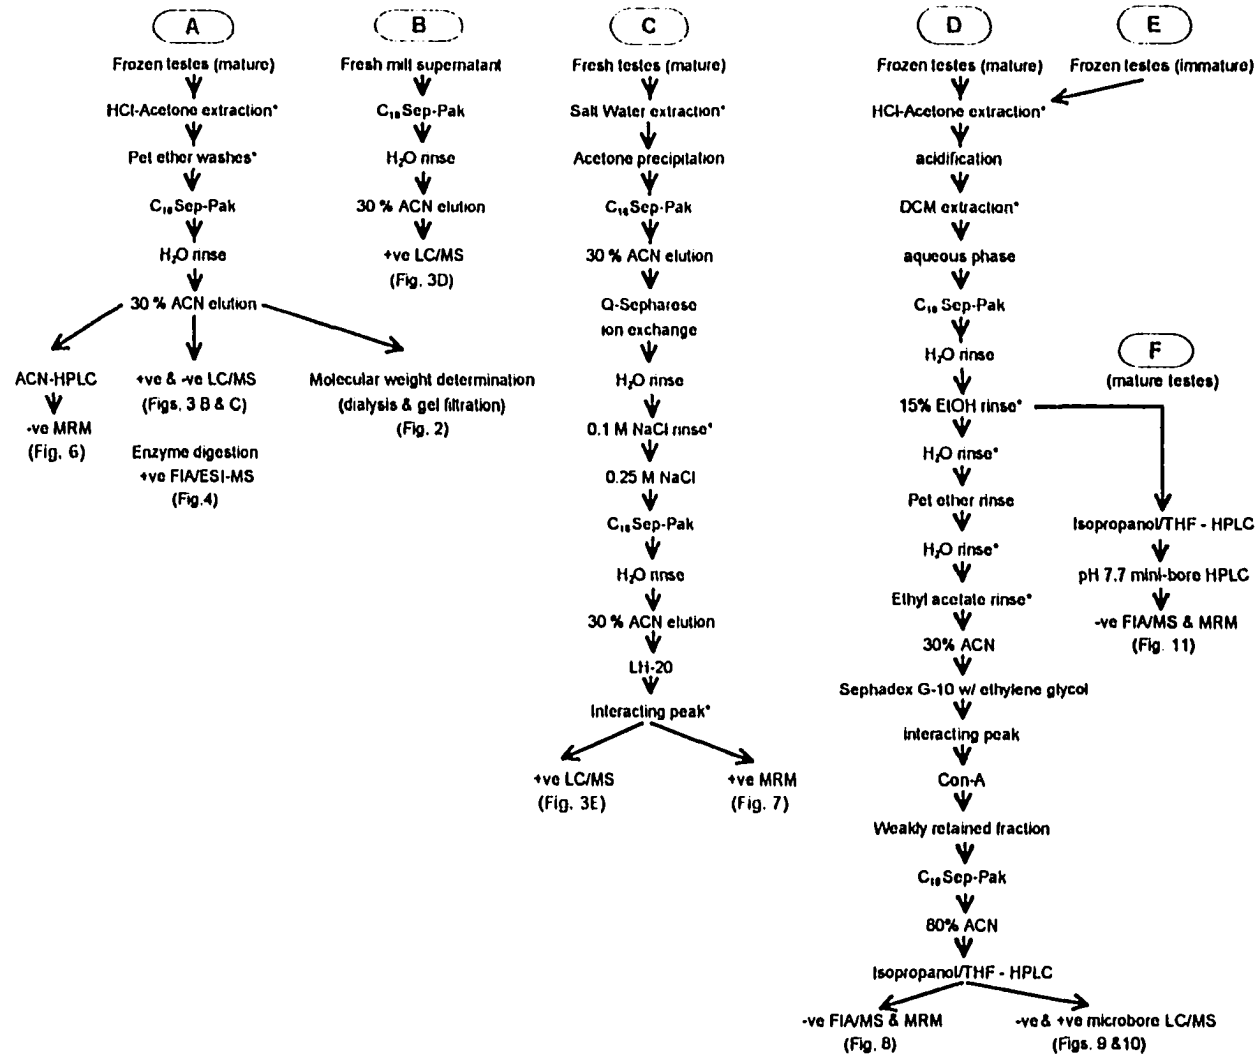 A
Frozen testes (mature)
HCl-Acetone extraction*
Pet ether washes*
C₁₈ Sep-Pak
H₂O rinse
30 % ACN elution
ACN-HPLC
-ve MRM
(Fig. 6)
+ve & -ve LC/MS
(Figs. 3 B & C)
Enzyme digestion
+ve FIA/ESI-MS
(Fig.4)
Molecular weight determination
(dialysis & gel filtration)
(Fig. 2)
B
Fresh milt supernatant
C₁₈ Sep-Pak
H₂O rinse
30 % ACN elution
+ve LC/MS
(Fig. 3D)
C
Fresh testes (mature)
Salt Water extraction*
Acetone precipitation
C₁₈ Sep-Pak
30 % ACN elution
Q-Sepharose
ion exchange
H₂O rinse
0.1 M NaCl rinse*
0.25 M NaCl
C₁₈ Sep-Pak
H₂O rinse
30 % ACN elution
LH-20
Interacting peak*
+ve LC/MS
(Fig. 3E)
+ve MRM
(Fig. 7)
D
Frozen testes (mature)
HCl-Acetone extraction*
acidification
DCM extraction*
aqueous phase
C₁₈ Sep-Pak
H₂O rinse
15% EtOH rinse*
H₂O rinse*
Pet ether rinse
H₂O rinse*
Ethyl acetate rinse*
30% ACN
Sephadex G-10 w/ ethylene glycol
interacting peak
Con-A
Weakly retained fraction
C₁₈ Sep-Pak
80% ACN
Isopropanol/THF - HPLC
-ve FIA/MS & MRM
(Fig. 8)
-ve & +ve microbore LC/MS
(Figs. 9 &10)
E
Frozen testes (immature)
F
(mature testes)
Isopropanol/THF - HPLC
pH 7.7 mini-bore HPLC
-ve FIA/MS & MRM
(Fig. 11)